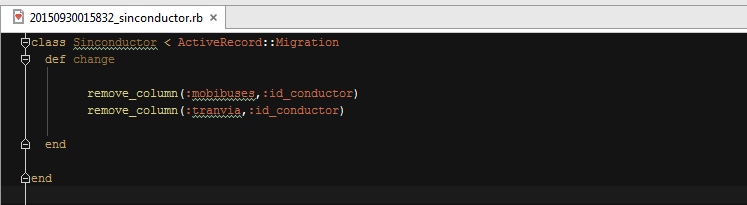 20150930015832_sinconductor.rb
class Sinconductor < ActiveRecord::Migration
def change
remove_column(:mobibuses,:id_conductor)
remove_column(:tranvia,:id_conductor)
end
end